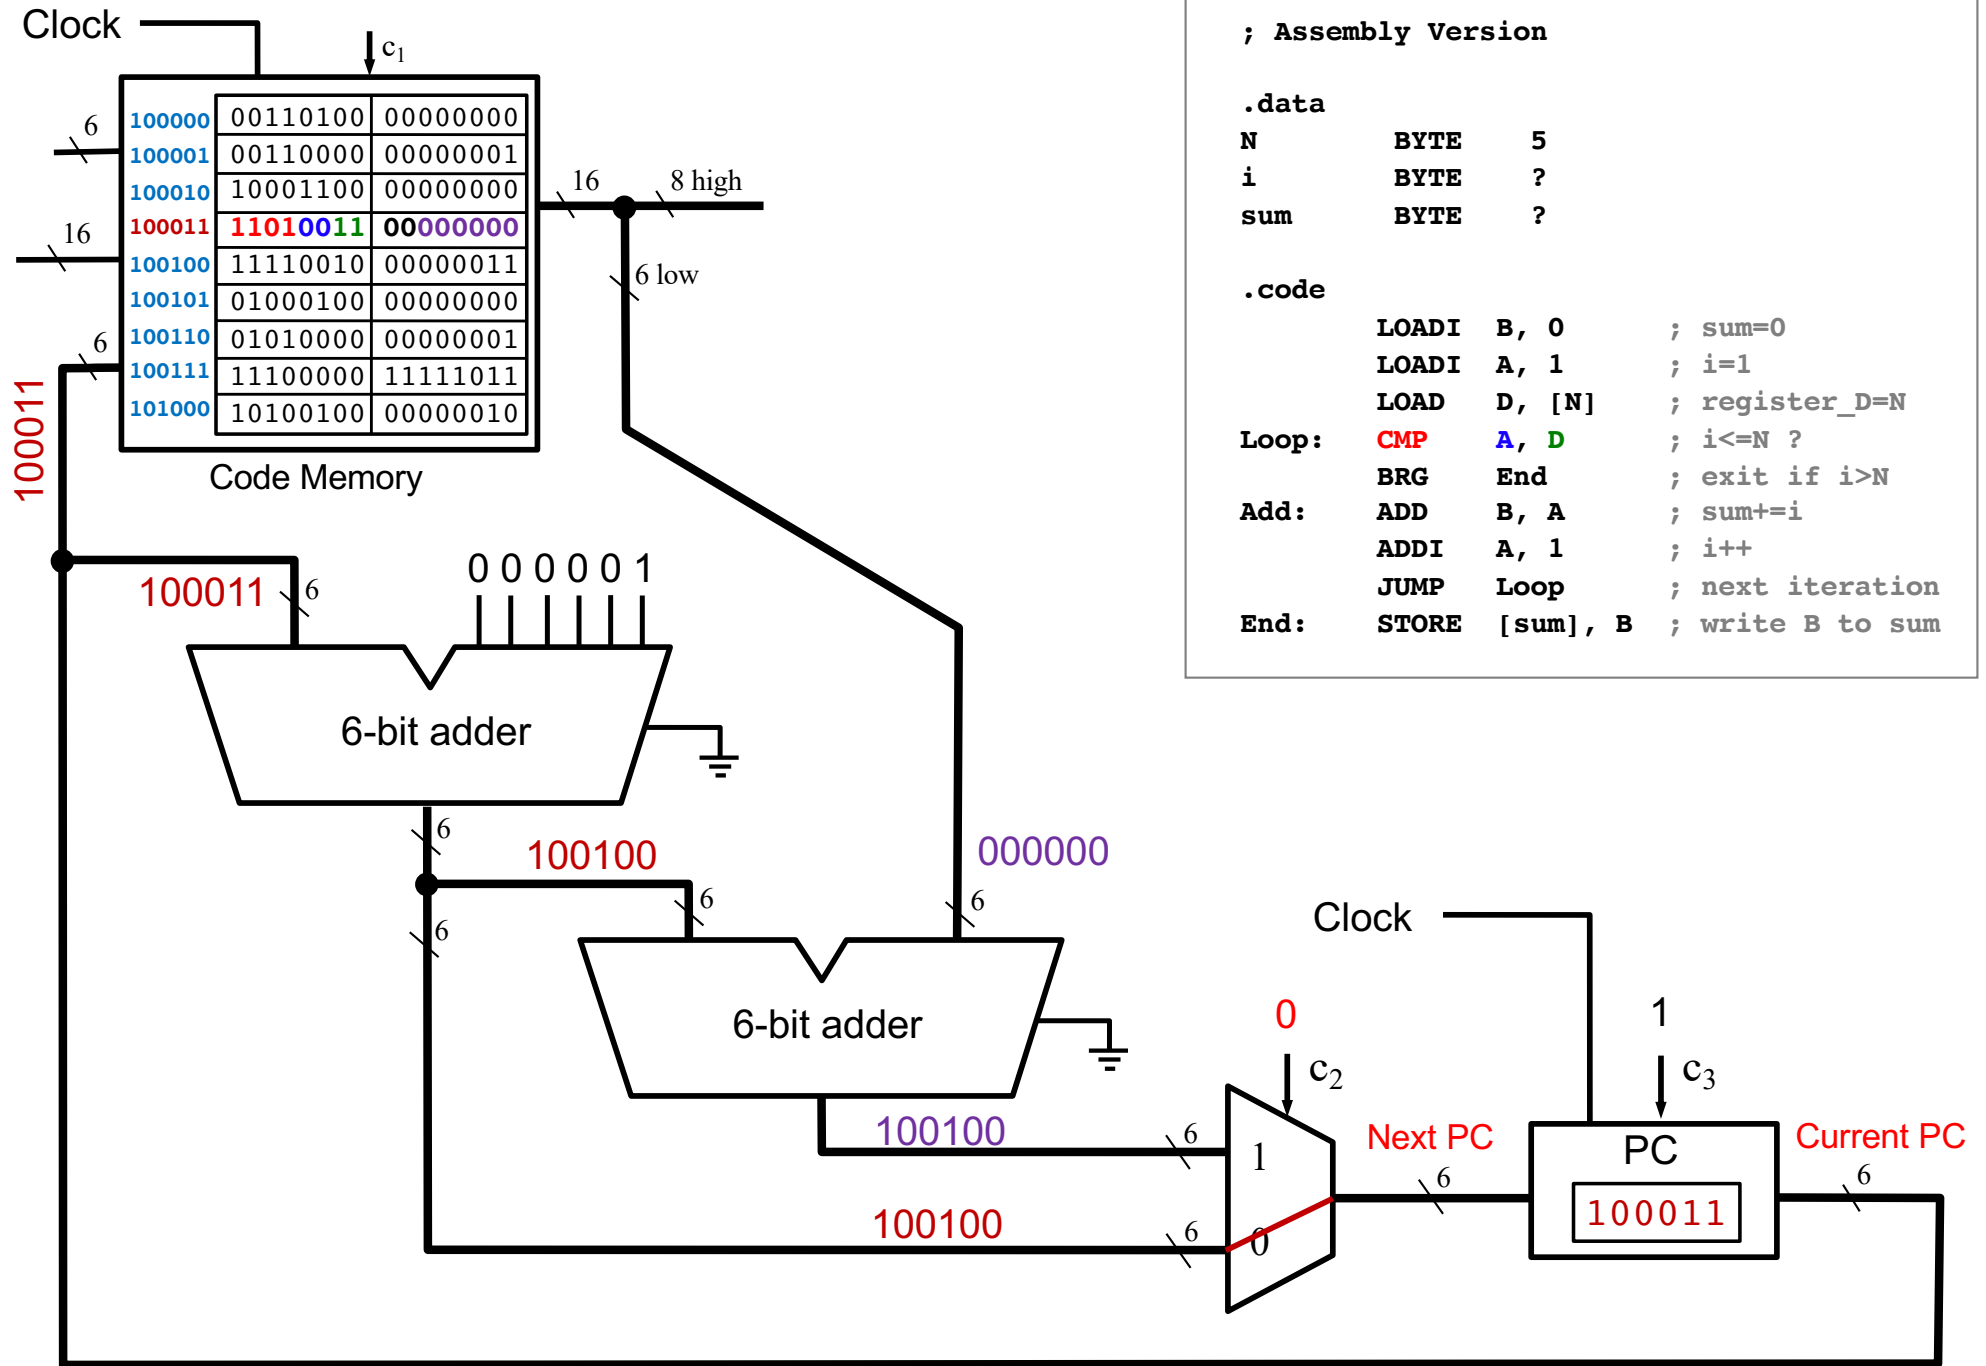 Clock
c1
6
16
6
100000 00110100 00000000
100001 00110000 00000001
100010 10001100 00000000
100011 11010011 00000000
100100 11110010 00000011
100101 01000100 00000000
100110 01010000 00000001
100111 11100000 11111011
101000 10100100 00000010
Code Memory
16
8 high
6 low
100011
; Assembly Version
.data
N BYTE 5
i BYTE ?
sum BYTE ?
.code
LOADI B, 0 ; sum=0
LOADI A, 1 ; i=1
LOAD D, [N] ; register_D=N
Loop: CMP A, D ; i<=N ?
BRG End ; exit if i>N
Add: ADD B, A ; sum+=i
ADDI A, 1 ; i++
JUMP Loop ; next iteration
End: STORE [sum], B ; write B to sum
100011
6
0 0 0 0 0 1
6-bit adder
6
100100
6
6
000000
6
6-bit adder
100100
6
100100
6
0
c2
1
0
Next PC
6
Clock
1
c3
PC
100011
Current PC
6